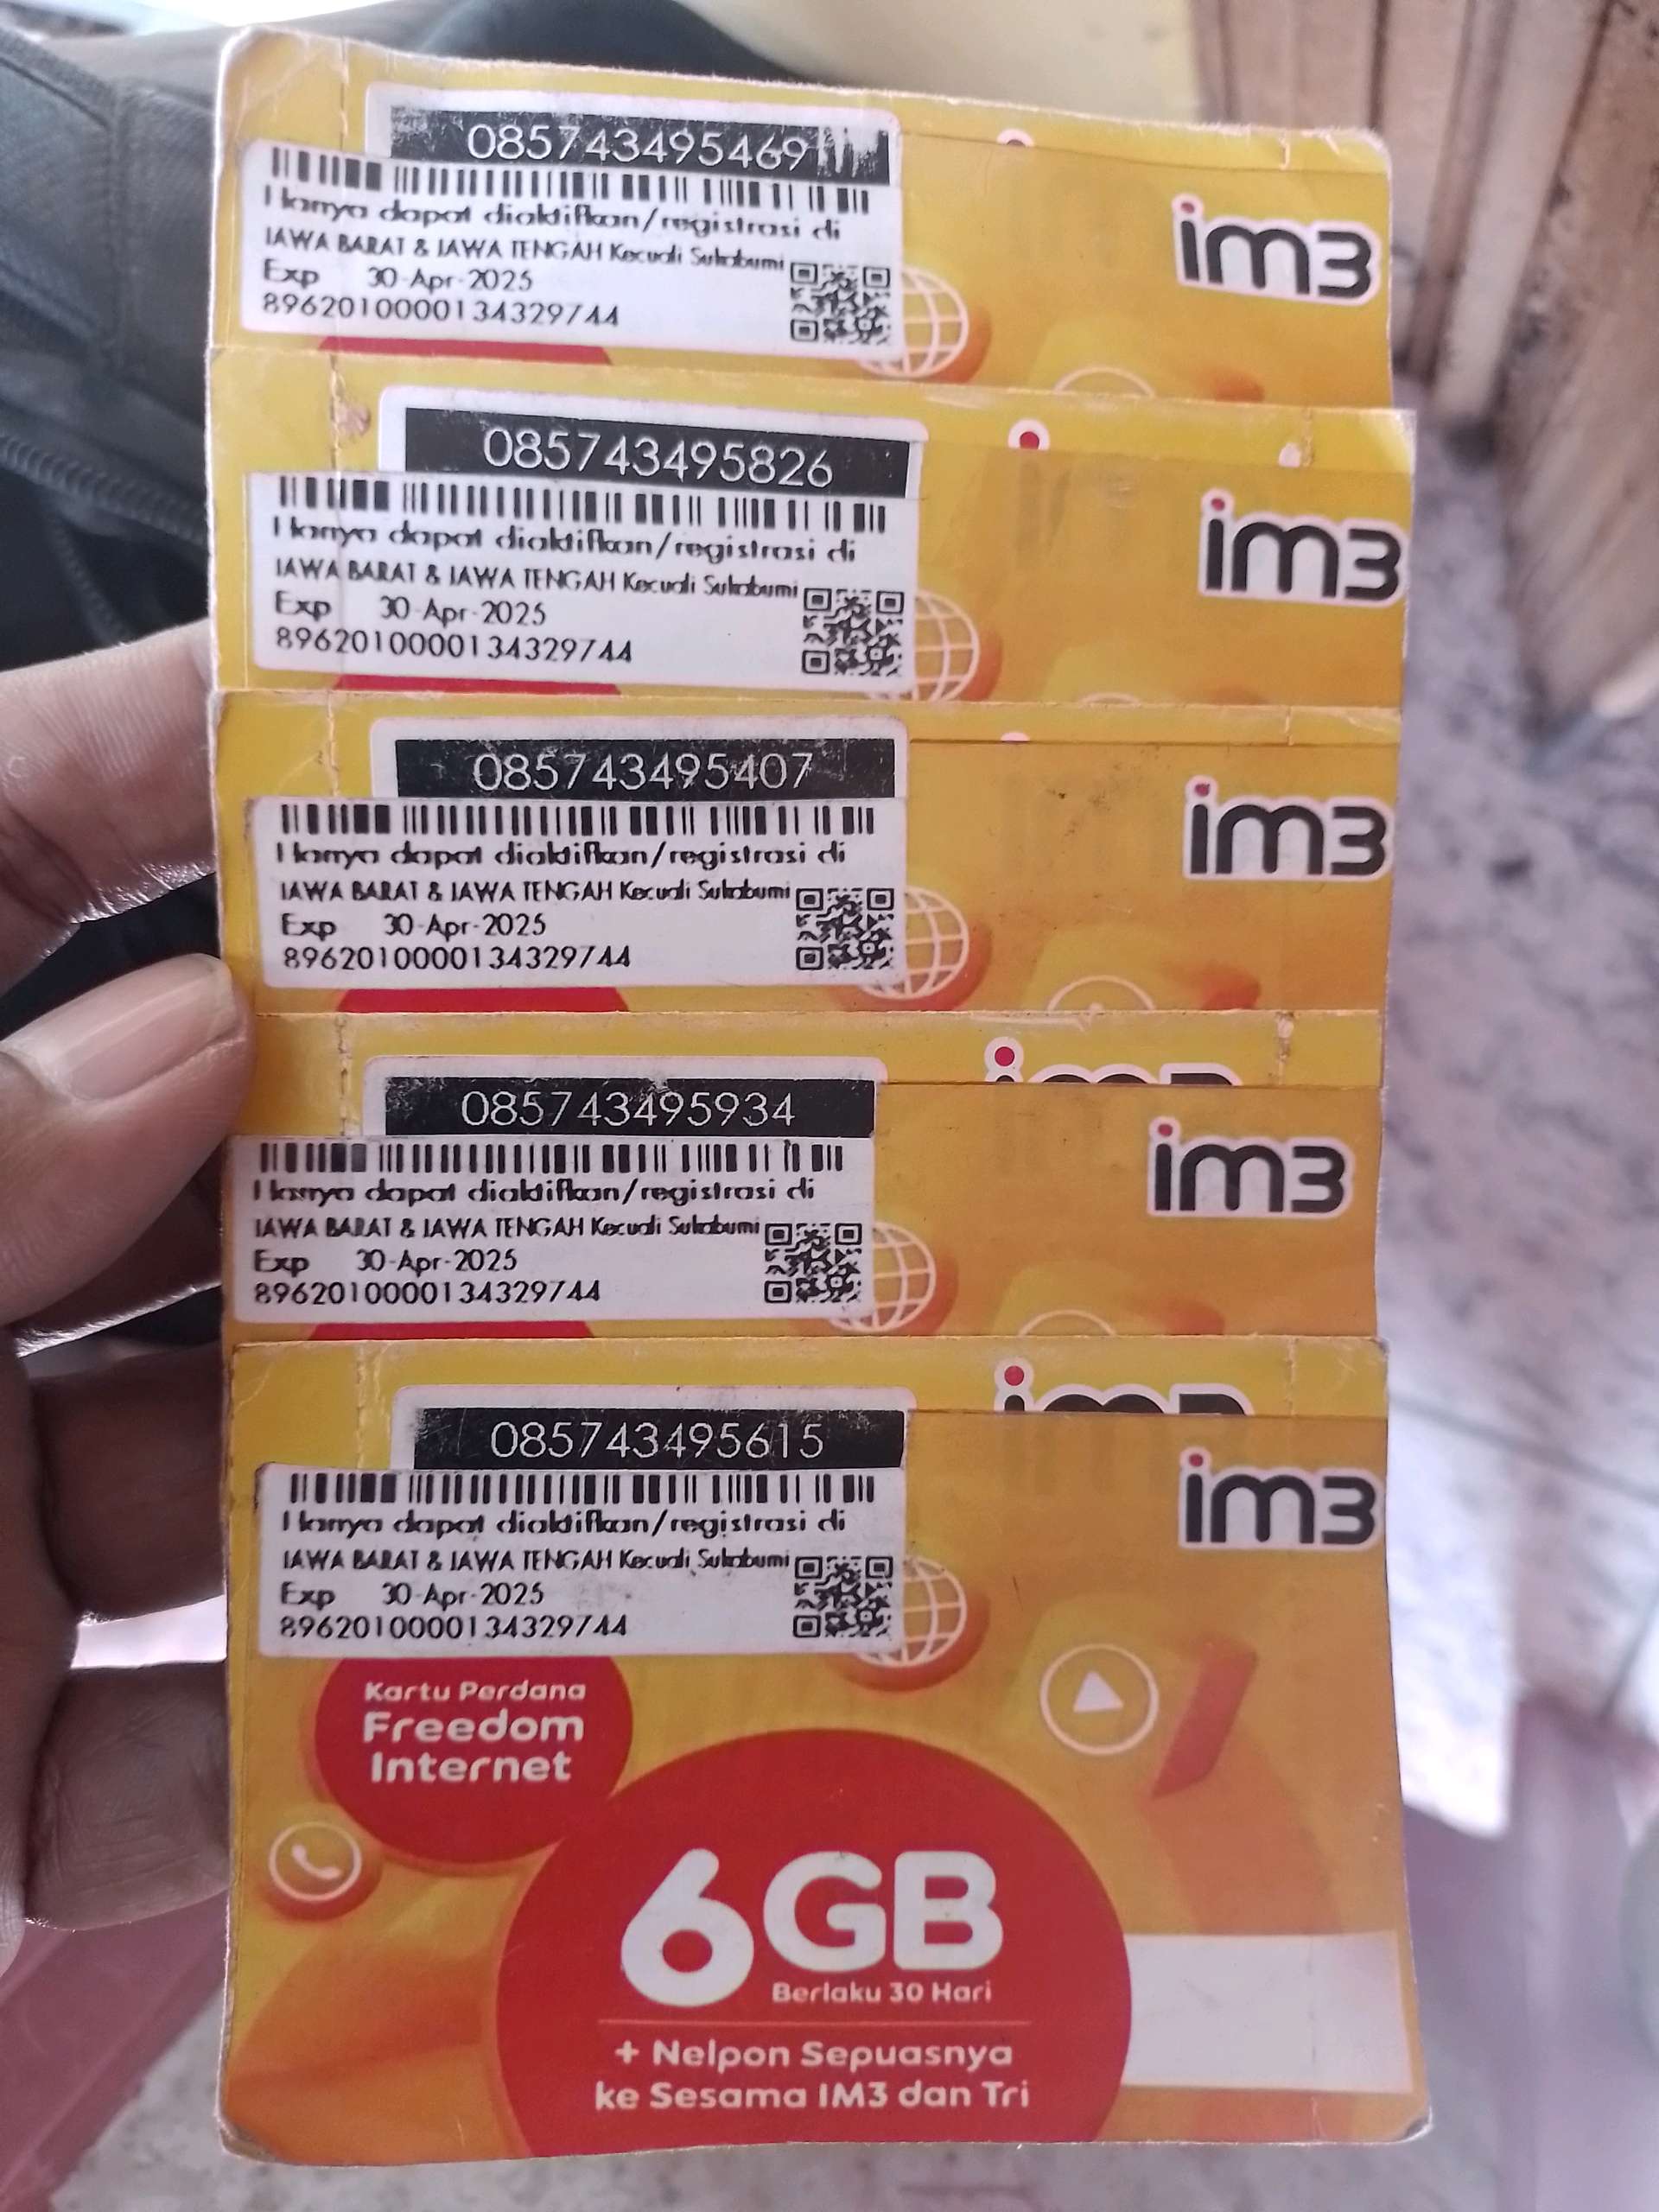 085743495469
im3
Hanya dapat diaktifkan/registrasi di
JAWA BARAT & JAWA TENGAH Kecuali Sukabumi
Exp 30-Apr-2025
8962010000134329744
085743495826
im3
Hanya dapat diaktifkan/registrasi di
JAWA BARAT & JAWA TENGAH Kecuali Sukabumi
Exp 30-Apr-2025
8962010000134329744
085743495407
im3
Hanya dapat diaktifkan/registrasi di
JAWA BARAT & JAWA TENGAH Kecuali Sukabumi
Exp 30-Apr-2025
8962010000134329744
im3
085743495934
im3
Hanya dapat diaktifkan/registrasi di
JAWA BARAT & JAWA TENGAH Kecuali Sukabumi
Exp 30-Apr-2025
8962010000134329744
im3
085743495615
im3
Hanya dapat diaktifkan/registrasi di
JAWA BARAT & JAWA TENGAH Kecuali Sukabumi
Exp 30-Apr-2025
8962010000134329744
Kartu Perdana
Freedom
Internet
6GB
Berlaku 30 Hari
+ Nelpon Sepuasnya
ke Sesama IM3 dan Tri